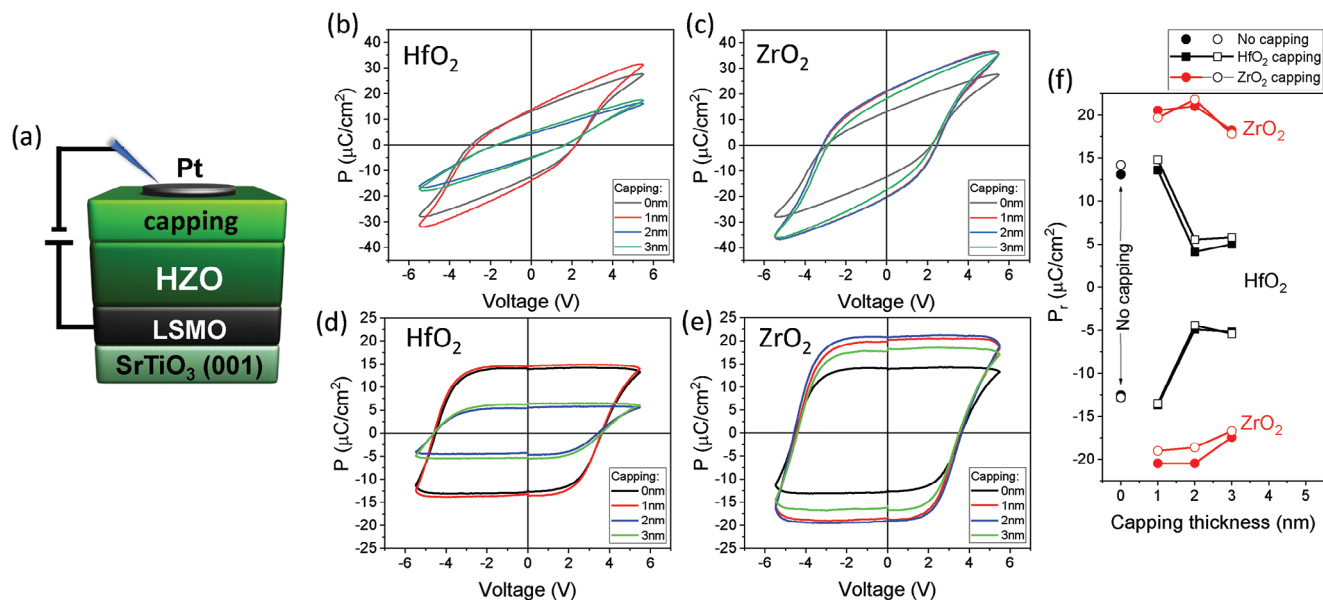 (a)
Pt
capping
HZO
LSMO
SrTiO3 (001)
(b)
HfO2
P (μC/cm2)
40
30
20
10
0
-10
-20
-30
-40
-6 -4 -2 0 2 4 6
Voltage (V)
Capping:
0nm
1nm
2nm
3nm
(c)
ZrO2
P (μC/cm2)
40
30
20
10
0
-10
-20
-30
-40
-6 -4 -2 0 2 4 6
Voltage (V)
Capping:
0nm
1nm
2nm
3nm
(d)
HfO2
P (μC/cm2)
25
20
15
10
5
0
-5
-10
-15
-20
-25
-6 -4 -2 0 2 4 6
Voltage (V)
Capping:
0nm
1nm
2nm
3nm
(e)
ZrO2
P (μC/cm2)
25
20
15
10
5
0
-5
-10
-15
-20
-25
-6 -4 -2 0 2 4 6
Voltage (V)
Capping:
0nm
1nm
2nm
3nm
(f)
No capping
HfO2 capping
ZrO2 capping
Pr (μC/cm2)
20
15
10
5
0
-5
-10
-15
-20
ZrO2
No capping
HfO2
ZrO2
0 1 2 3 4 5
Capping thickness (nm)